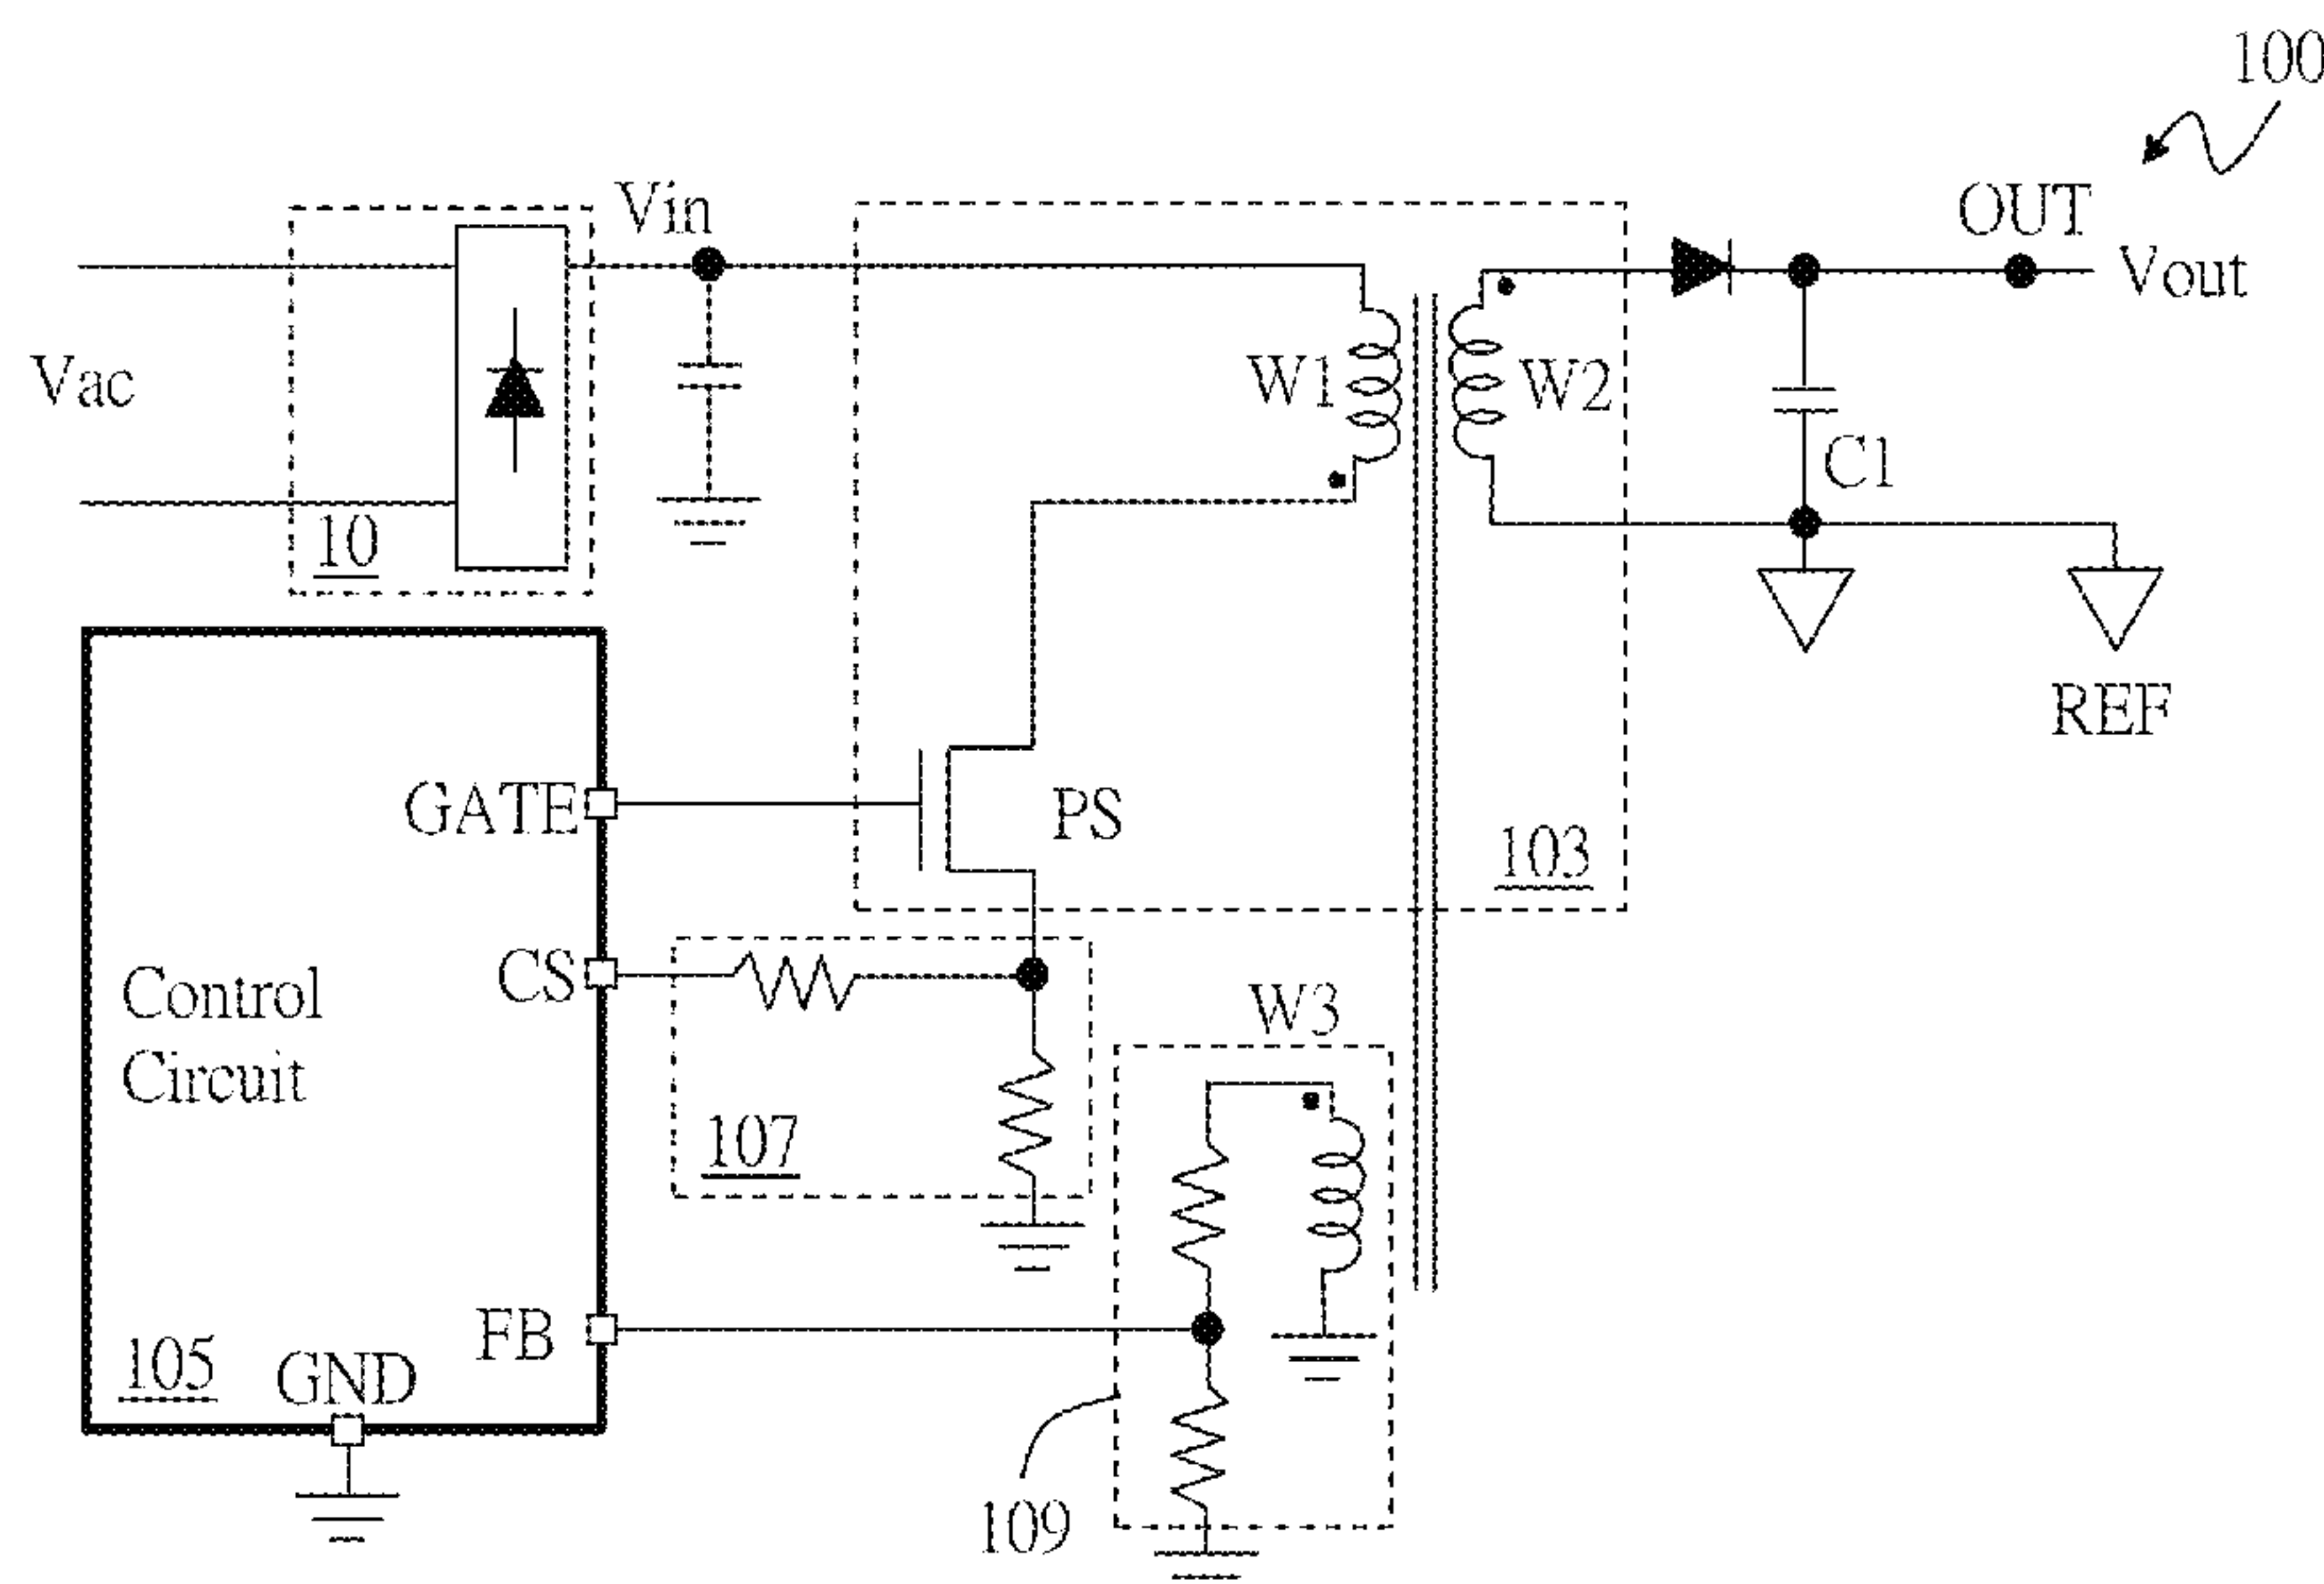 100
OUT
Vin
Vout
Vac
W1
W2
C1
10
REF
GATE
PS
103
CS
Control
Circuit
W3
107
FB
105
GND
109